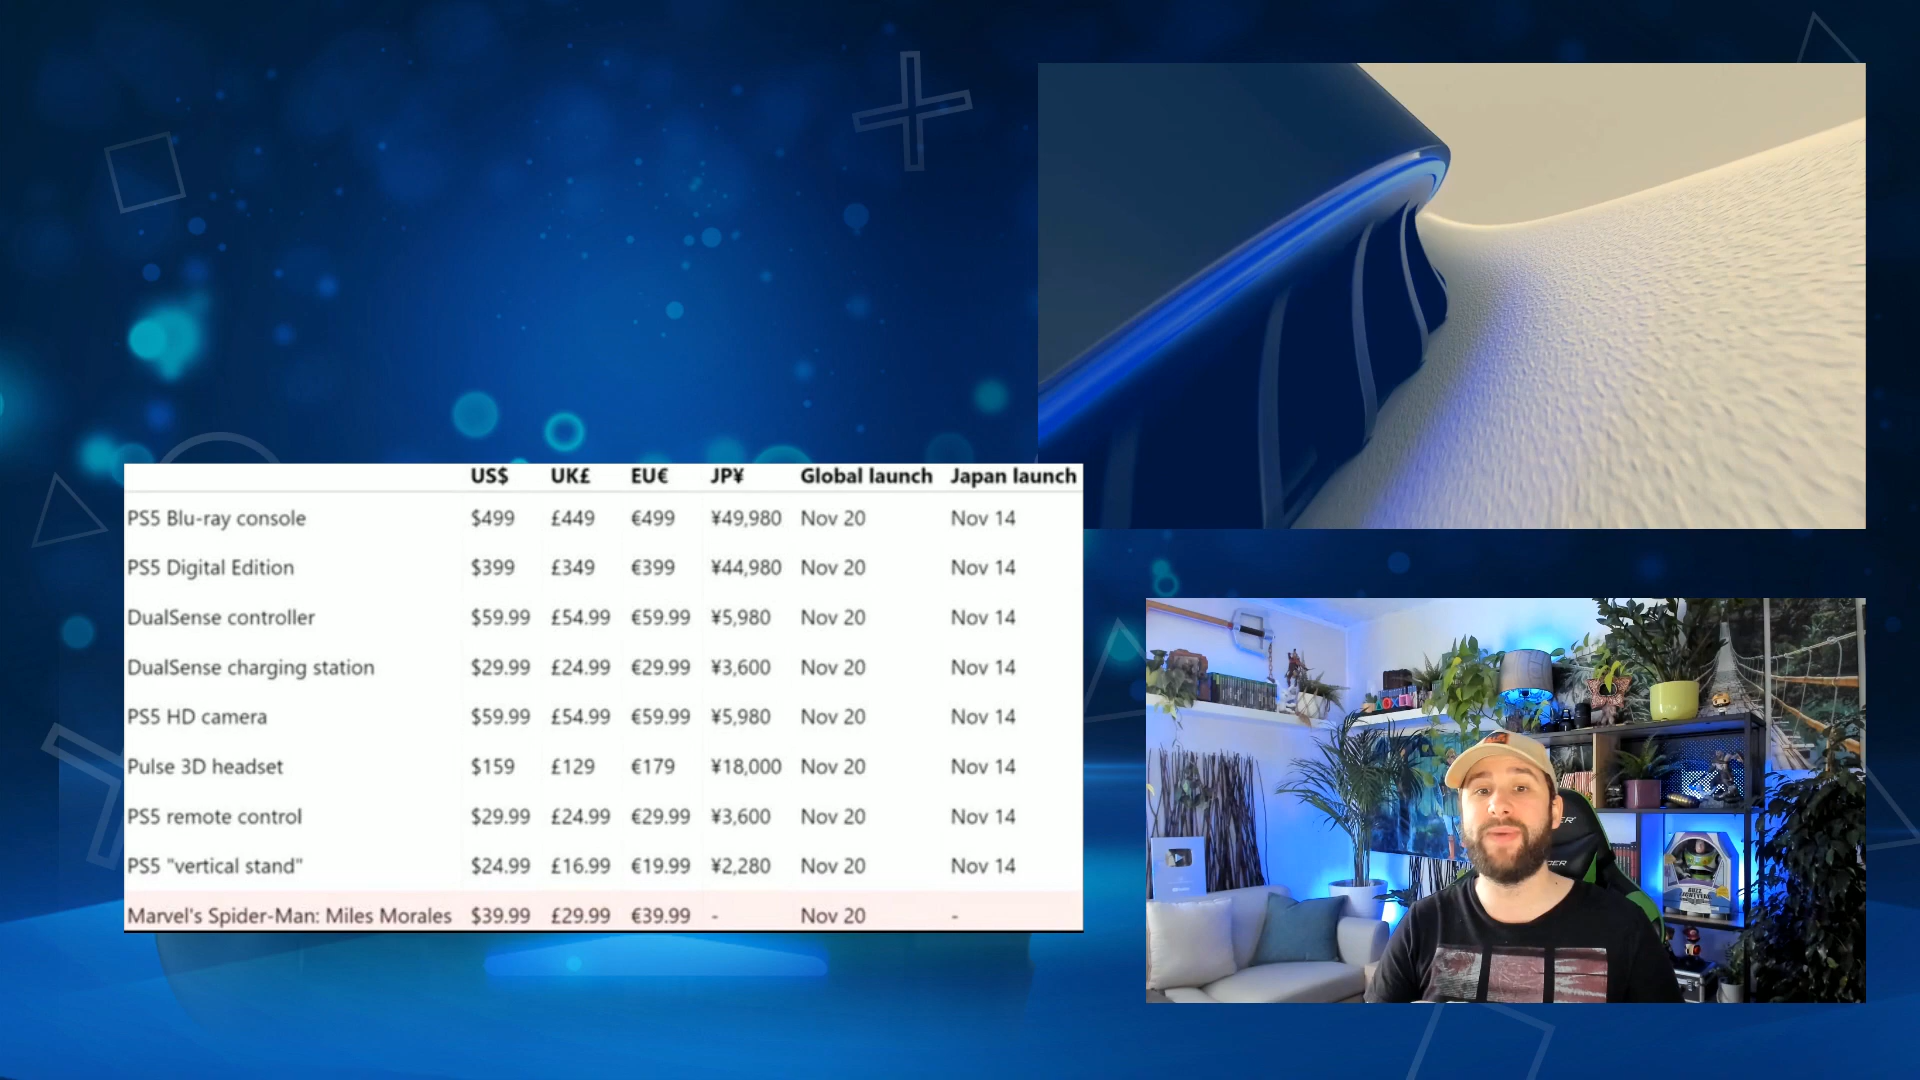 US$ UK£ EU€ JP¥ Global launch Japan launch
PS5 Blu-ray console $499 £449 €499 ¥49,980 Nov 20 Nov 14
PS5 Digital Edition $399 £349 €399 ¥44,980 Nov 20 Nov 14
DualSense controller $59.99 £54.99 €59.99 ¥5,980 Nov 20 Nov 14
DualSense charging station $29.99 £24.99 €29.99 ¥3,600 Nov 20 Nov 14
PS5 HD camera $59.99 £54.99 €59.99 ¥5,980 Nov 20 Nov 14
Pulse 3D headset $159 £129 €179 ¥18,000 Nov 20 Nov 14
PS5 remote control $29.99 £24.99 €29.99 ¥3,600 Nov 20 Nov 14
PS5 "vertical stand" $24.99 £16.99 €19.99 ¥2,280 Nov 20 Nov 14
Marvel's Spider-Man: Miles Morales $39.99 £29.99 €39.99 - Nov 20 -
BUZZ